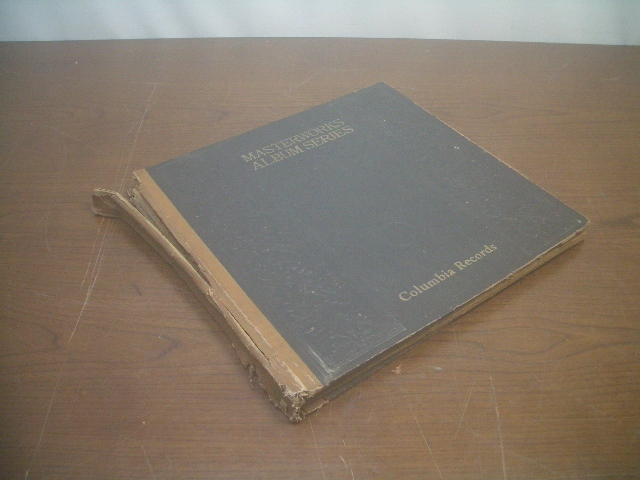 MASTERWORKS
ALBUM SERIES
Columbia Records